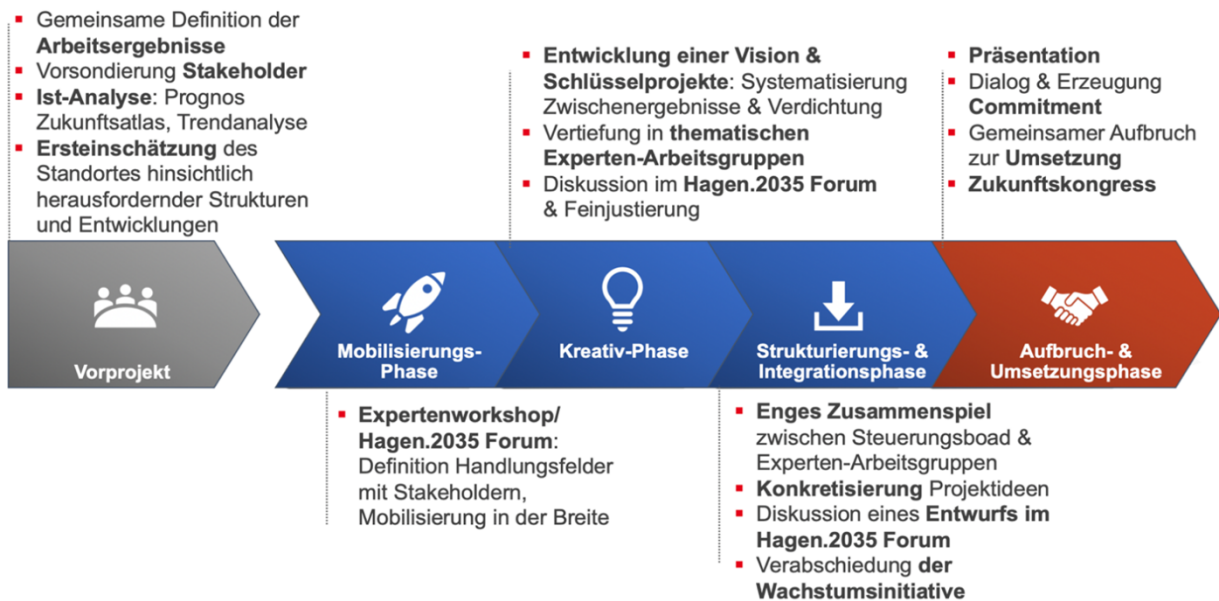 Gemeinsame Definition der
Arbeitsergebnisse
Vorsondierung Stakeholder
Ist-Analyse: Prognos
Zukunftsatlas, Trendanalyse
Ersteinschätzung des
Standortes hinsichtlich
herausfordernder Strukturen
und Entwicklungen
Entwicklung einer Vision &
Schlüsselprojekte: Systematisierung
Zwischenergebnisse & Verdichtung
Vertiefung in thematischen
Experten-Arbeitsgruppen
Diskussion im Hagen.2035 Forum
& Feinjustierung
Präsentation
Dialog & Erzeugung
Commitment
Gemeinsamer Aufbruch
zur Umsetzung
Zukunftskongress
Vorprojekt
Mobilisierungs-
Phase
Kreativ-Phase
Strukturierungs- &
Integrationsphase
Aufbruch- &
Umsetzungsphase
Expertenworkshop/
Hagen.2035 Forum:
Definition Handlungsfelder
mit Stakeholdern,
Mobilisierung in der Breite
Enges Zusammenspiel
zwischen Steuerungsboad &
Experten-Arbeitsgruppen
Konkretisierung Projektideen
Diskussion eines Entwurfs im
Hagen.2035 Forum
Verabschiedung der
Wachstumsinitiative